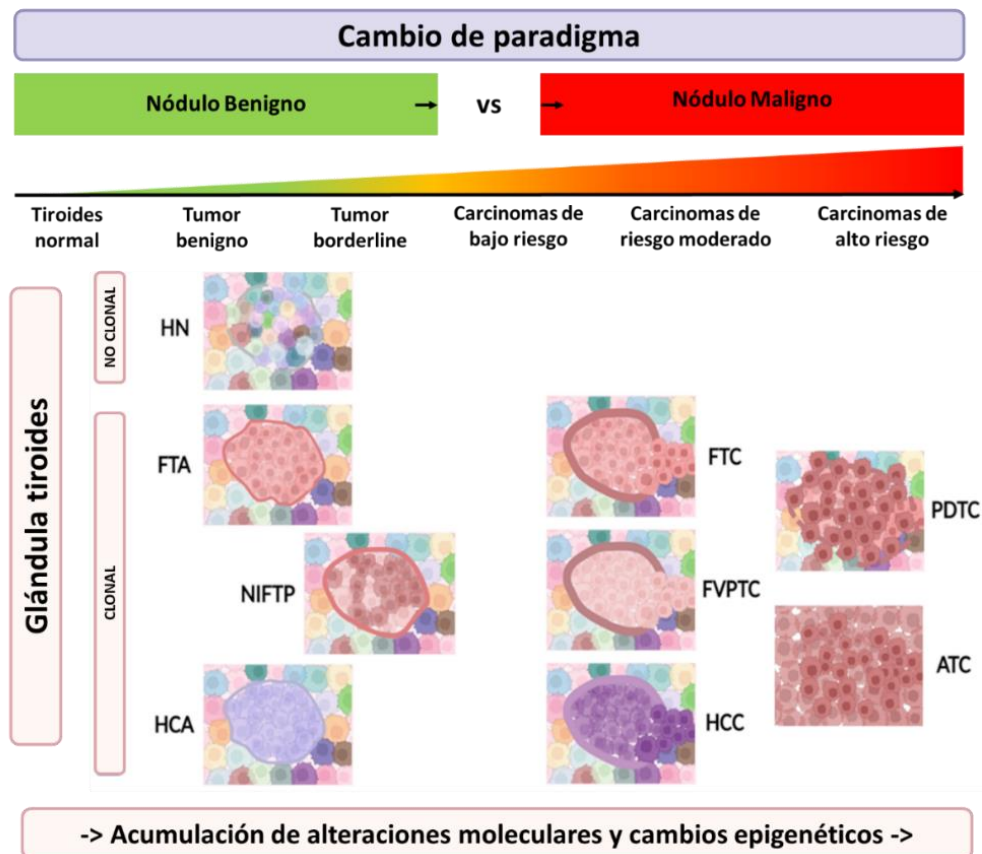 Cambio de paradigma
Nódulo Benigno → vs → Nódulo Maligno
Tiroides normal
Tumor benigno
Tumor borderline
Carcinomas de bajo riesgo
Carcinomas de riesgo moderado
Carcinomas de alto riesgo
Glándula tiroides
NO CLONAL
HN
CLONAL
FTA
FTC
PDTC
NIFTP
FVPTC
ATC
HCA
HCC
-> Acumulación de alteraciones moleculares y cambios epigenéticos ->